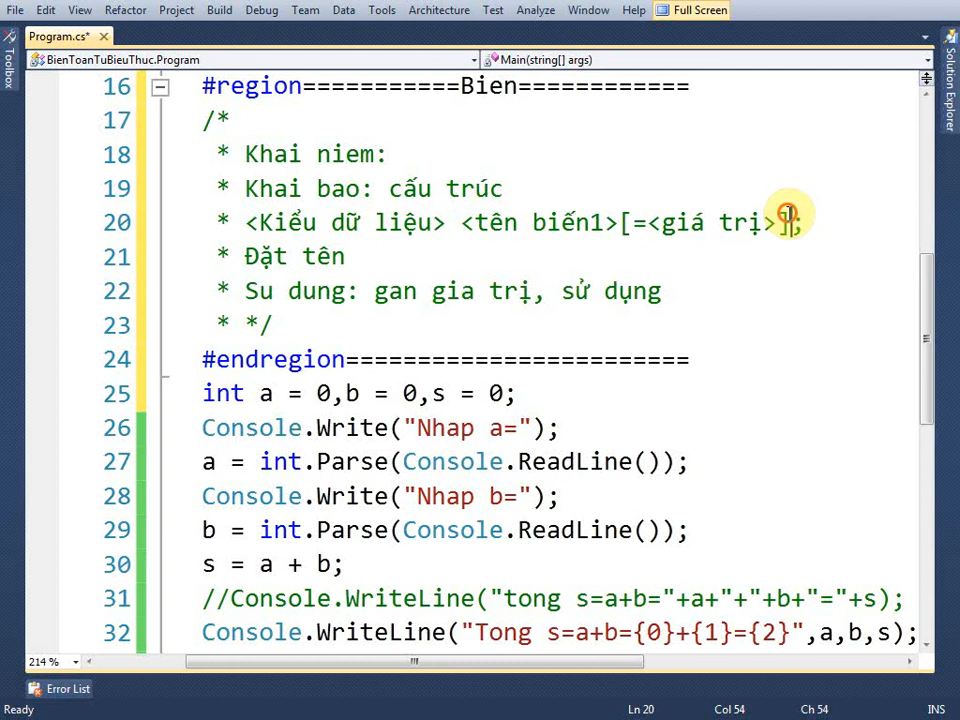 File Edit View Refactor Project Build Debug Team Data Tools Architecture Test Analyze Window Help Full Screen
Program.cs*
Toolbox
Solution Explorer
BienToanTuBieuThuc.Program Main(string[] args)
16 #region===========Bien============
17 /*
18 * Khai niem:
19 * Khai bao: cấu trúc
20 * <Kiểu dữ liệu> <tên biến1>[=<giá trị>];
21 * Đặt tên
22 * Su dung: gan gia trị, sử dụng
23 * */
24 #endregion========================
25 int a = 0,b = 0,s = 0;
26 Console.Write("Nhap a=");
27 a = int.Parse(Console.ReadLine());
28 Console.Write("Nhap b=");
29 b = int.Parse(Console.ReadLine());
30 s = a + b;
31 //Console.WriteLine("tong s=a+b="+a+"+"+b+"="+s);
32 Console.WriteLine("Tong s=a+b={0}+{1}={2}",a,b,s);
214 %
Error List
Ready Ln 20 Col 54 Ch 54 INS